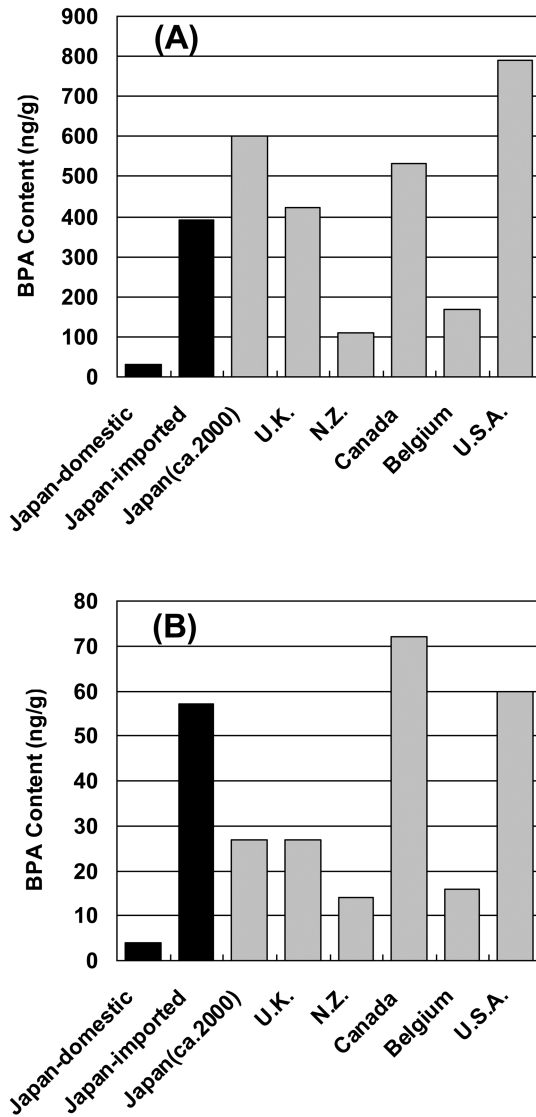 (A)
BPA Content (ng/g)
900
800
700
600
500
400
300
200
100
0
Japan-domestic
Japan-imported
Japan(ca.2000)
U.K.
N.Z.
Canada
Belgium
U.S.A.
(B)
BPA Content (ng/g)
80
70
60
50
40
30
20
10
0
Japan-domestic
Japan-imported
Japan(ca.2000)
U.K.
N.Z.
Canada
Belgium
U.S.A.